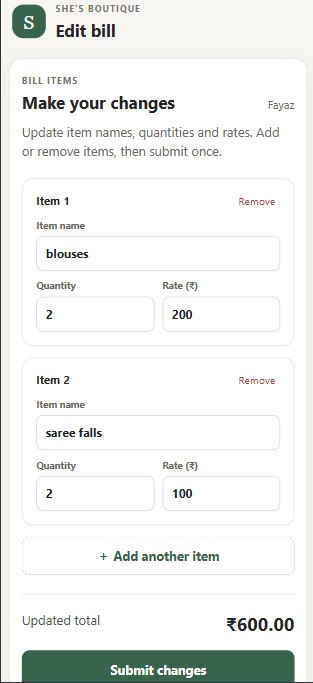 S
SHE'S BOUTIQUE
Edit bill
BILL ITEMS
Make your changes
Fayaz
Update item names, quantities and rates. Add
or remove items, then submit once.
Item 1
Remove
Item name
blouses
Quantity
Rate (₹)
2
200
Item 2
Remove
Item name
saree falls
Quantity
Rate (₹)
2
100
+ Add another item
Updated total
₹600.00
Submit changes